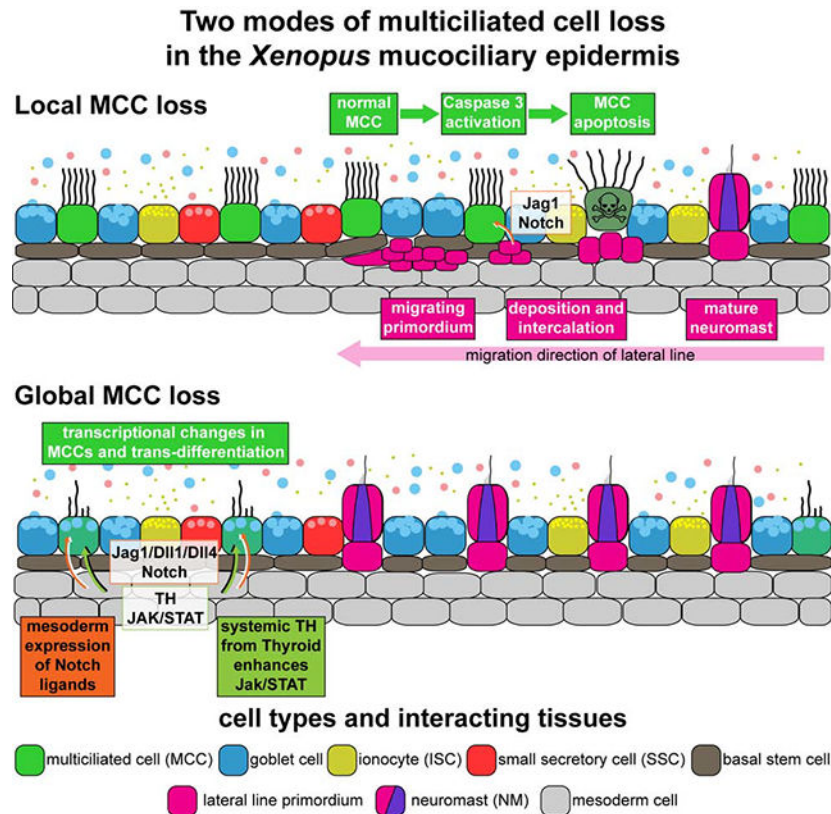 Two modes of multiciliated cell loss
in the Xenopus mucociliary epidermis
Local MCC loss
normal
MCC
Caspase 3
activation
MCC
apoptosis
Jag1
Notch
migrating
primordium
deposition and
intercalation
mature
neuromast
migration direction of lateral line
Global MCC loss
transcriptional changes in
MCCs and trans-differentiation
Jag1/Dll1/Dll4
Notch
TH
JAK/STAT
mesoderm
expression
of Notch
ligands
systemic TH
from Thyroid
enhances
Jak/STAT
cell types and interacting tissues
multiciliated cell (MCC)
goblet cell
ionocyte (ISC)
small secretory cell (SSC)
basal stem cell
lateral line primordium
neuromast (NM)
mesoderm cell